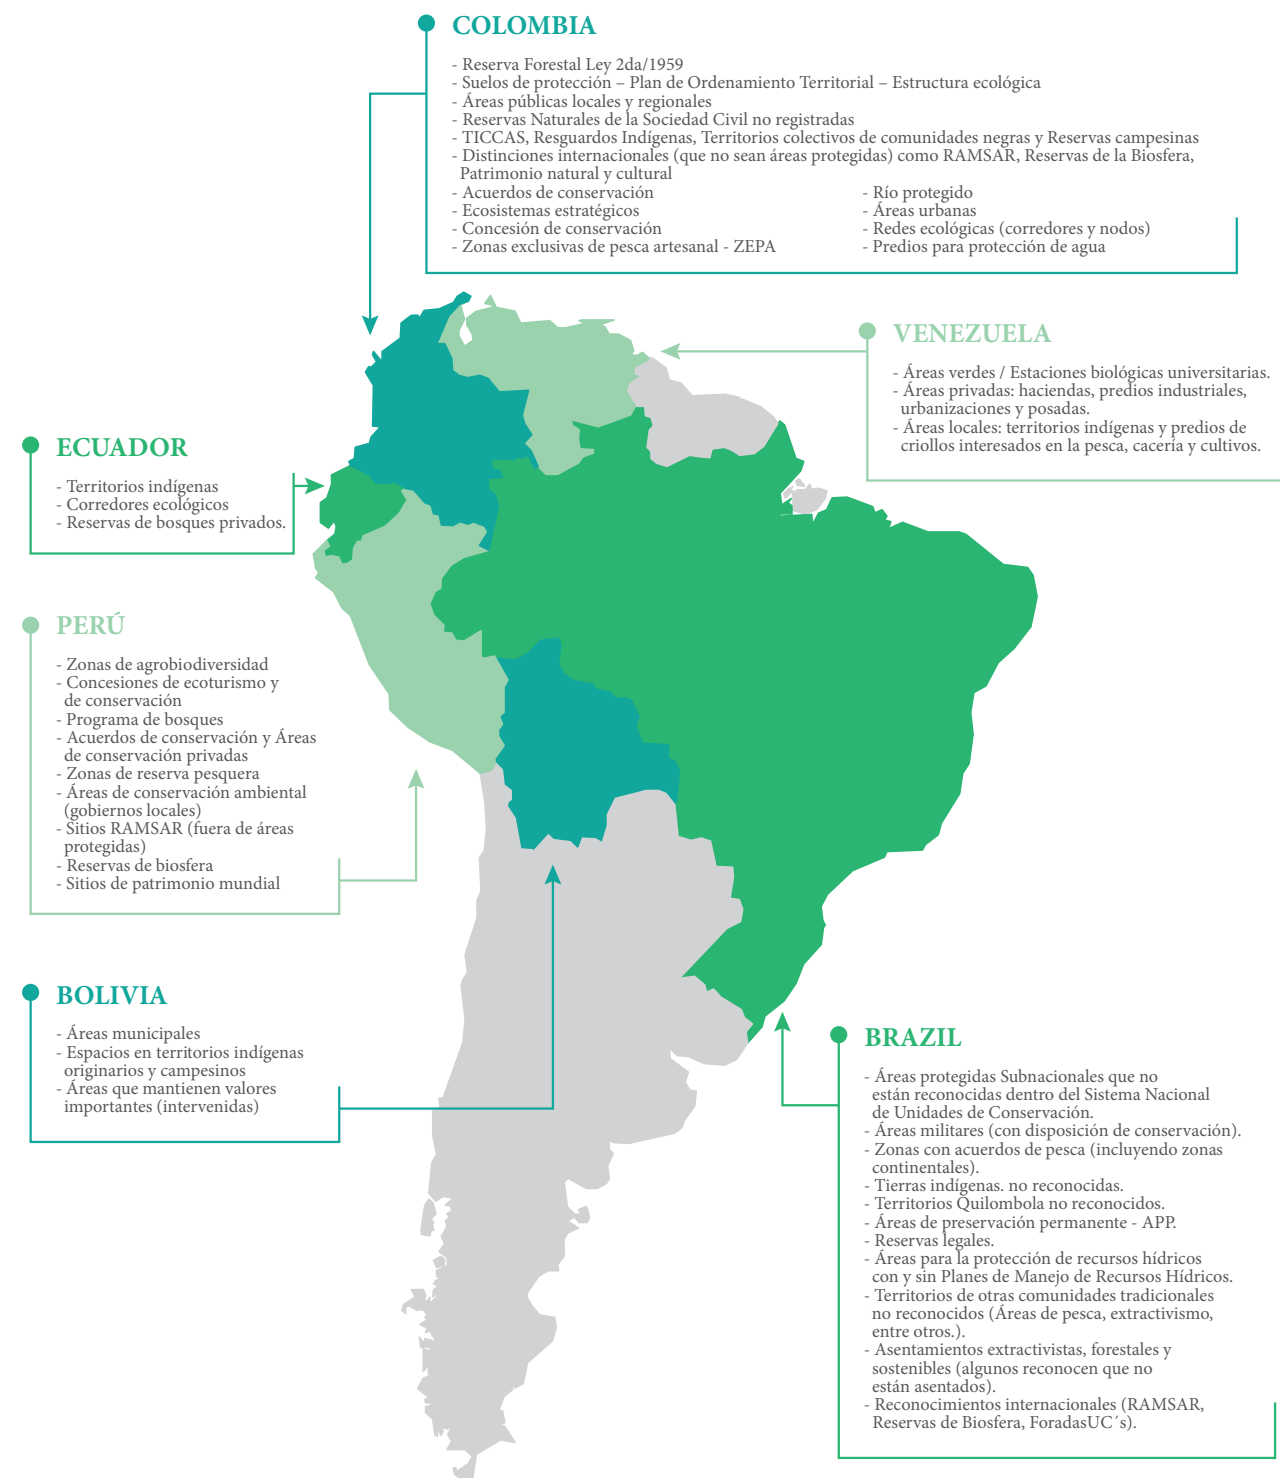 COLOMBIA
- Reserva Forestal Ley 2da/1959
- Suelos de protección – Plan de Ordenamiento Territorial – Estructura ecológica
- Áreas públicas locales y regionales
- Reservas Naturales de la Sociedad Civil no registradas
- TICCAS, Resguardos Indígenas, Territorios colectivos de comunidades negras y Reservas campesinas
- Distinciones internacionales (que no sean áreas protegidas) como RAMSAR, Reservas de la Biosfera,
Patrimonio natural y cultural
- Acuerdos de conservación
- Ecosistemas estratégicos
- Concesión de conservación
- Zonas exclusivas de pesca artesanal - ZEPA
- Río protegido
- Áreas urbanas
- Redes ecológicas (corredores y nodos)
- Predios para protección de agua
VENEZUELA
- Áreas verdes / Estaciones biológicas universitarias.
- Áreas privadas: haciendas, predios industriales,
urbanizaciones y posadas.
- Áreas locales: territorios indígenas y predios de
criollos interesados en la pesca, cacería y cultivos.
ECUADOR
- Territorios indígenas
- Corredores ecológicos
- Reservas de bosques privados.
PERÚ
- Zonas de agrobiodiversidad
- Concesiones de ecoturismo y
de conservación
- Programa de bosques
- Acuerdos de conservación y Áreas
de conservación privadas
- Zonas de reserva pesquera
- Áreas de conservación ambiental
(gobiernos locales)
- Sitios RAMSAR (fuera de áreas
protegidas)
- Reservas de biosfera
- Sitios de patrimonio mundial
BOLIVIA
- Áreas municipales
- Espacios en territorios indígenas
originarios y campesinos
- Áreas que mantienen valores
importantes (intervenidas)
BRAZIL
- Áreas protegidas Subnacionales que no
están reconocidas dentro del Sistema Nacional
de Unidades de Conservación.
- Áreas militares (con disposición de conservación).
- Zonas con acuerdos de pesca (incluyendo zonas
continentales).
- Tierras indígenas. no reconocidas.
- Territorios Quilombola no reconocidos.
- Áreas de preservación permanente - APP.
- Reservas legales.
- Áreas para la protección de recursos hídricos
con y sin Planes de Manejo de Recursos Hídricos.
- Territorios de otras comunidades tradicionales
no reconocidos (Áreas de pesca, extractivismo,
entre otros.).
- Asentamientos extractivistas, forestales y
sostenibles (algunos reconocen que no
están asentados).
- Reconocimientos internacionales (RAMSAR,
Reservas de Biosfera, ForadasUC´s).